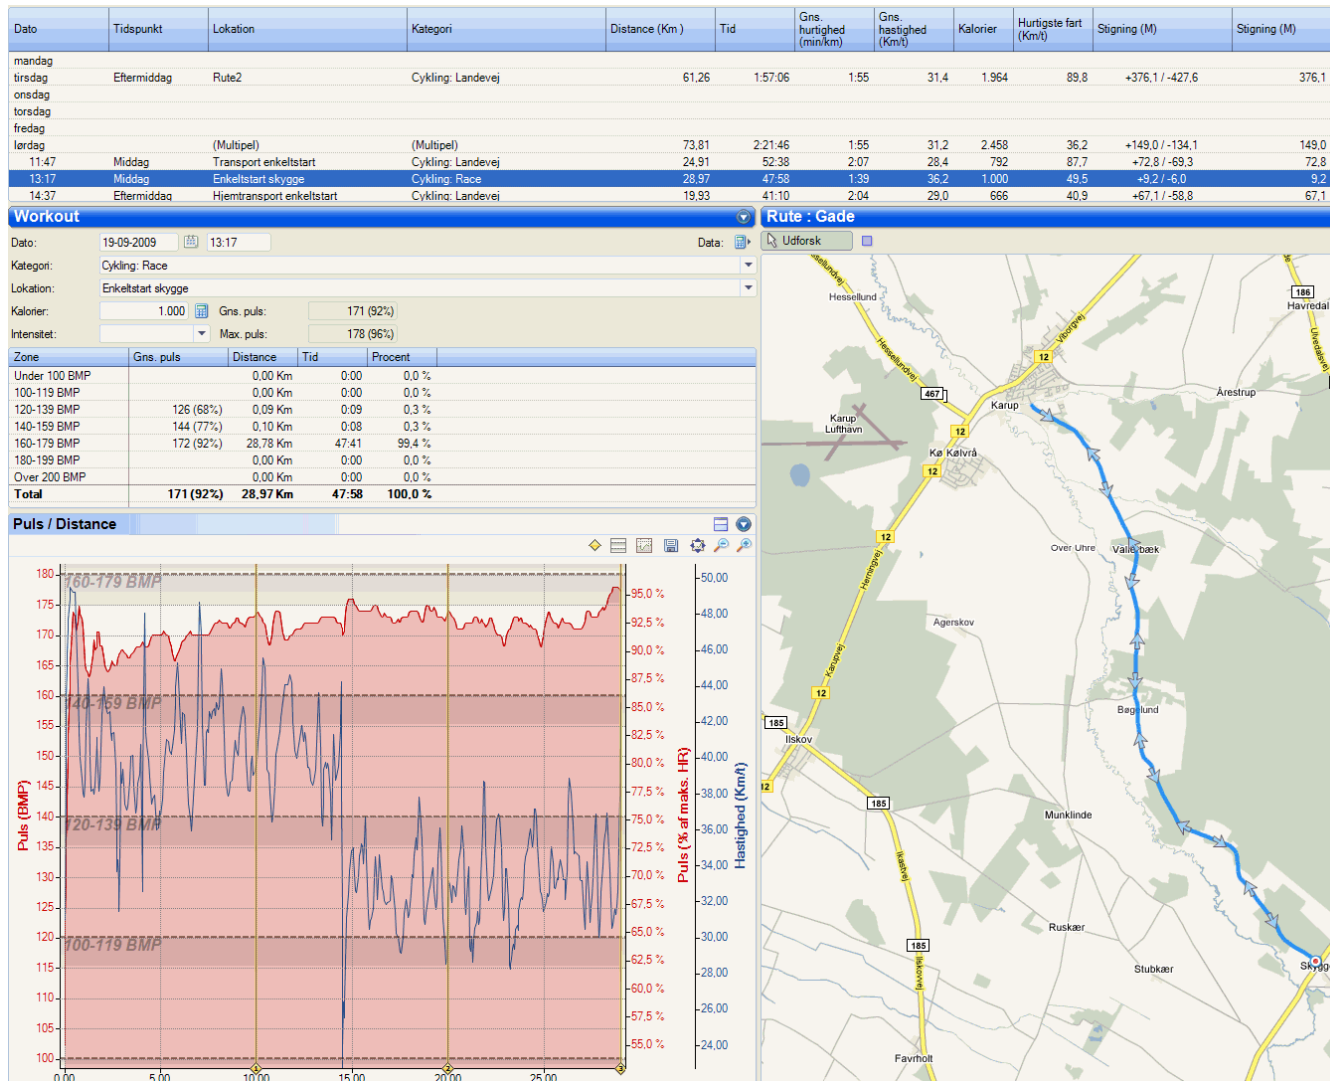 Dato Tidspunkt Lokation Kategori Distance (Km ) Tid Gns. hurtighed (min/km) Gns. hastighed (Km/t) Kalorier Hurtigste fart (Km/t) Stigning (M) Stigning (M)
mandag
tirsdag Eftermiddag Rute2 Cykling: Landevej 61,26 1:57:06 1:55 31,4 1.964 89,8 +376,1 / -427,6 376,1
onsdag
torsdag
fredag
lørdag (Multipel) (Multipel) 73,81 2:21:46 1:55 31,2 2.458 36,2 +149,0 / -134,1 149,0
11:47 Middag Transport enkeltstart Cykling: Landevej 24,91 52:38 2:07 28,4 792 87,7 +72,8 / -69,3 72,8
13:17 Middag Enkeltstart skygge Cykling: Race 28,97 47:58 1:39 36,2 1.000 49,5 +9,2 / -6,0 9,2
14:37 Eftermiddag Hjemtransport enkeltstart Cykling: Landevej 19,93 41:10 2:04 29,0 666 40,9 +67,1 / -58,8 67,1
Workout
Dato: 19-09-2009 13:17 Data:
Kategori: Cykling: Race
Lokation: Enkeltstart skygge
Kalorier: 1.000 Gns. puls: 171 (92%)
Intensitet: Max. puls: 178 (96%)
Zone Gns. puls Distance Tid Procent
Under 100 BMP 0,00 Km 0:00 0,0 %
100-119 BMP 0,00 Km 0:00 0,0 %
120-139 BMP 126 (68%) 0,09 Km 0:09 0,3 %
140-159 BMP 144 (77%) 0,10 Km 0:08 0,3 %
160-179 BMP 172 (92%) 28,78 Km 47:41 99,4 %
180-199 BMP 0,00 Km 0:00 0,0 %
Over 200 BMP 0,00 Km 0:00 0,0 %
Total 171 (92%) 28,97 Km 47:58 100,0 %
Puls / Distance
160-179 BMP
140-159 BMP
120-139 BMP
100-119 BMP
Puls (BMP)
180
175
170
165
160
155
150
145
140
135
130
125
120
115
110
105
100
0,00 5,00 10,00 15,00 20,00 25,00
1 2 3
95,0 %
92,5 %
90,0 %
87,5 %
85,0 %
82,5 %
80,0 %
77,5 %
75,0 %
72,5 %
70,0 %
67,5 %
65,0 %
62,5 %
60,0 %
57,5 %
55,0 %
Puls (% af maks. HR)
50,00
48,00
46,00
44,00
42,00
40,00
38,00
36,00
34,00
32,00
30,00
28,00
26,00
24,00
Hastighed (Km/t)
Rute : Gade
Udforsk
Hessellundvej
Hessellund
186
Havredal
Ulvedalsvej
Viborgvej
12
Hessellundvej
467
Årestrup
Karup
Karup Lufthavn
12
Kø Kølvrå
12
12
Over Uhre
Vallerbæk
Herningvej
Agerskov
Karupvej
12
Bøgelund
185
Ilskov
12
185
Munklinde
Ikastvej
Ruskær
185
Ilskovvej
Stubkær
Favrholt